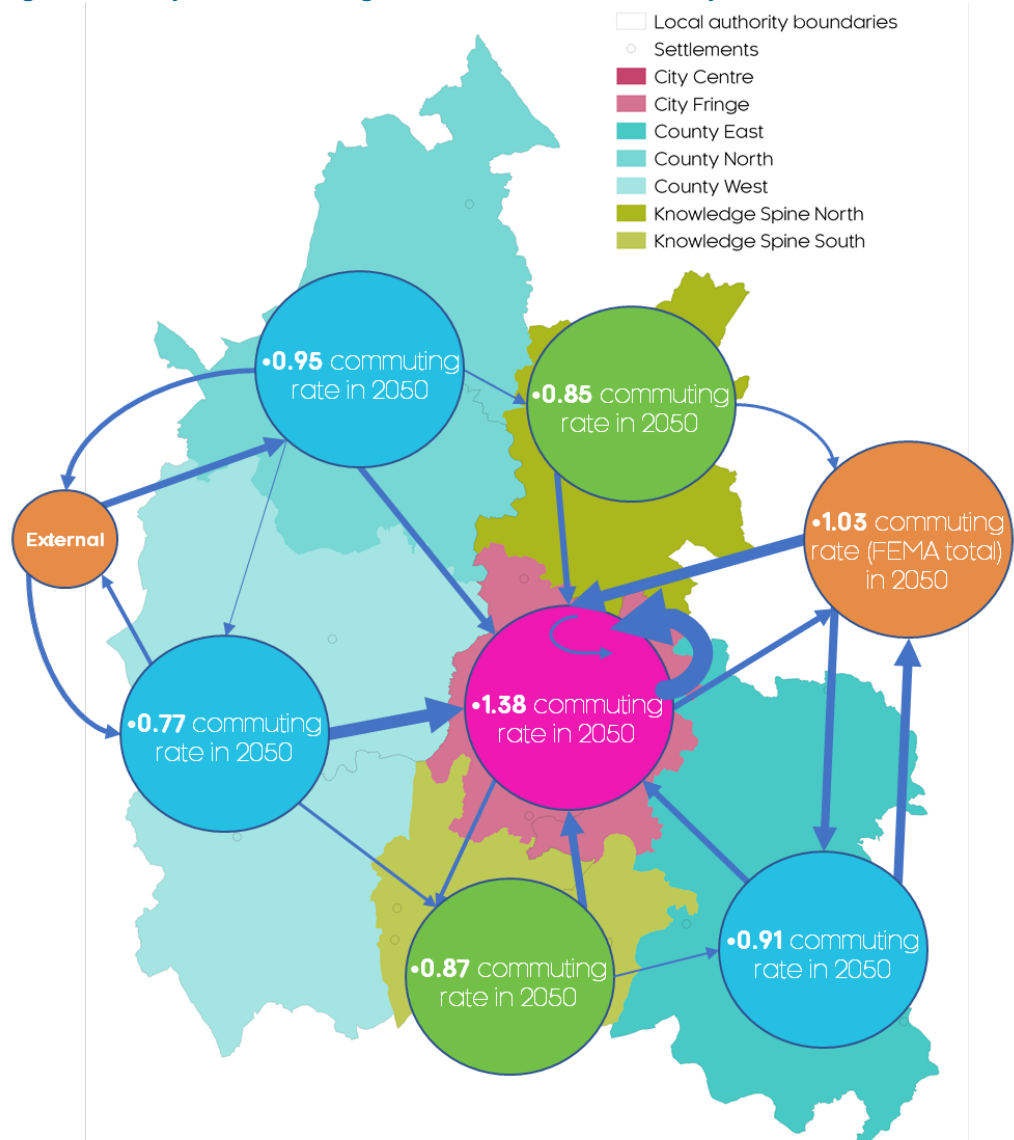 Local authority boundaries
Settlements
City Centre
City Fringe
County East
County North
County West
Knowledge Spine North
Knowledge Spine South
•0.95 commuting
rate in 2050
•0.85 commuting
rate in 2050
•1.03 commuting
rate (FEMA total)
in 2050
External
•1.38 commuting
rate in 2050
•0.77 commuting
rate in 2050
•0.91 commuting
rate in 2050
•0.87 commuting
rate in 2050